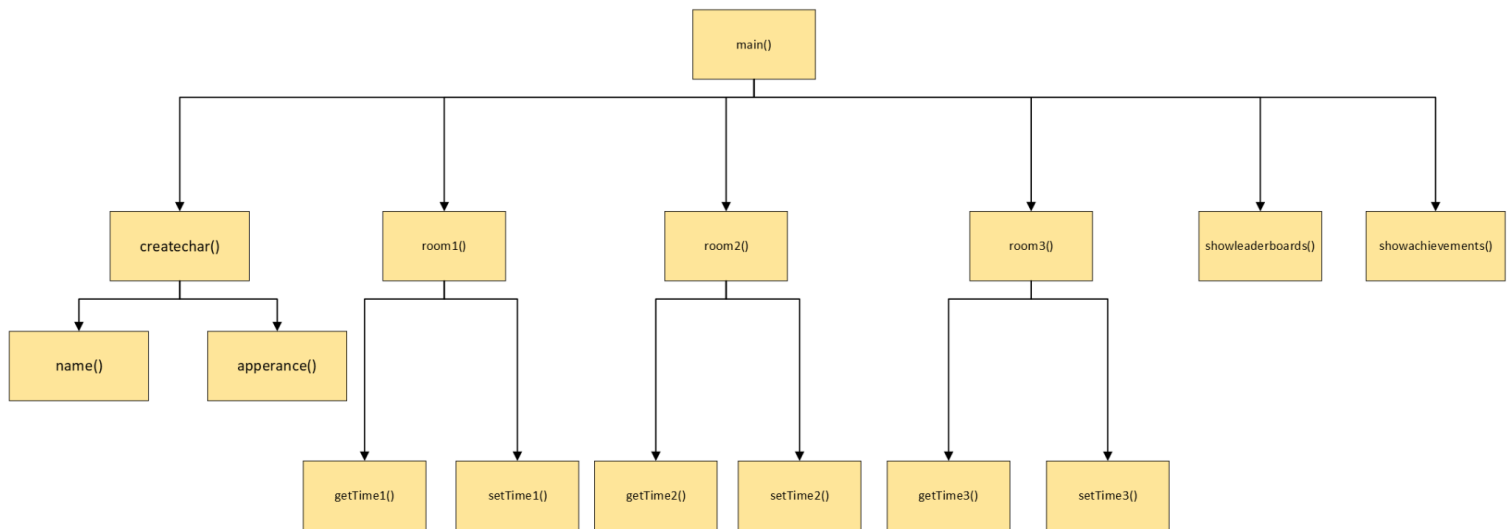 main()
createchar()
room1()
room2()
room3()
showleaderboards()
showachievements()
name()
apperance()
getTime1()
setTime1()
getTime2()
setTime2()
getTime3()
setTime3()